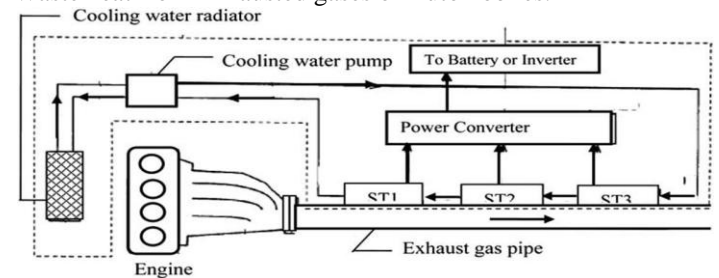 Cooling water radiator
Cooling water pump
To Battery or Inverter
Power Converter
ST1
ST2
ST3
Exhaust gas pipe
Engine